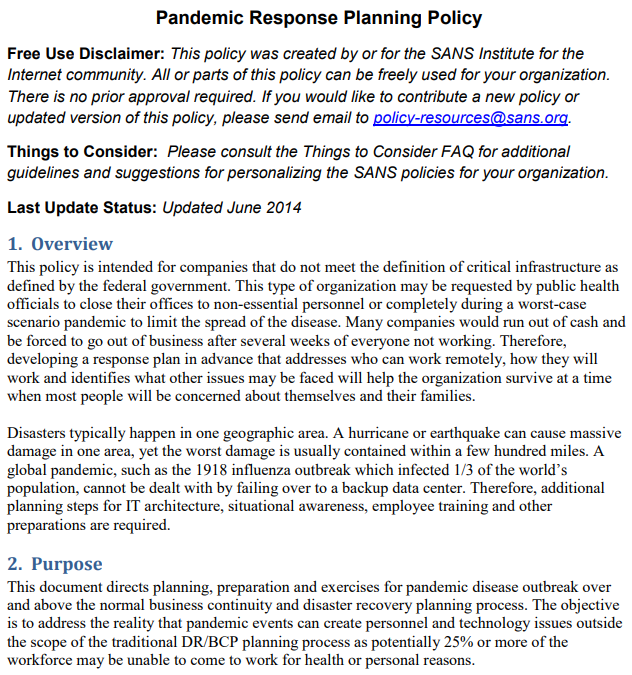 Pandemic Response Planning Policy
Free Use Disclaimer: This policy was created by or for the SANS Institute for the
Internet community. All or parts of this policy can be freely used for your organization.
There is no prior approval required. If you would like to contribute a new policy or
updated version of this policy, please send email to policy-resources@sans.org.
Things to Consider: Please consult the Things to Consider FAQ for additional
guidelines and suggestions for personalizing the SANS policies for your organization.
Last Update Status: Updated June 2014
1. Overview
This policy is intended for companies that do not meet the definition of critical infrastructure as
defined by the federal government. This type of organization may be requested by public health
officials to close their offices to non-essential personnel or completely during a worst-case
scenario pandemic to limit the spread of the disease. Many companies would run out of cash and
be forced to go out of business after several weeks of everyone not working. Therefore,
developing a response plan in advance that addresses who can work remotely, how they will
work and identifies what other issues may be faced will help the organization survive at a time
when most people will be concerned about themselves and their families.
Disasters typically happen in one geographic area. A hurricane or earthquake can cause massive
damage in one area, yet the worst damage is usually contained within a few hundred miles. A
global pandemic, such as the 1918 influenza outbreak which infected 1/3 of the world's
population, cannot be dealt with by failing over to a backup data center. Therefore, additional
planning steps for IT architecture, situational awareness, employee training and other
preparations are required.
2. Purpose
This document directs planning, preparation and exercises for pandemic disease outbreak over
and above the normal business continuity and disaster recovery planning process. The objective
is to address the reality that pandemic events can create personnel and technology issues outside
the scope of the traditional DR/BCP planning process as potentially 25% or more of the
workforce may be unable to come to work for health or personal reasons.